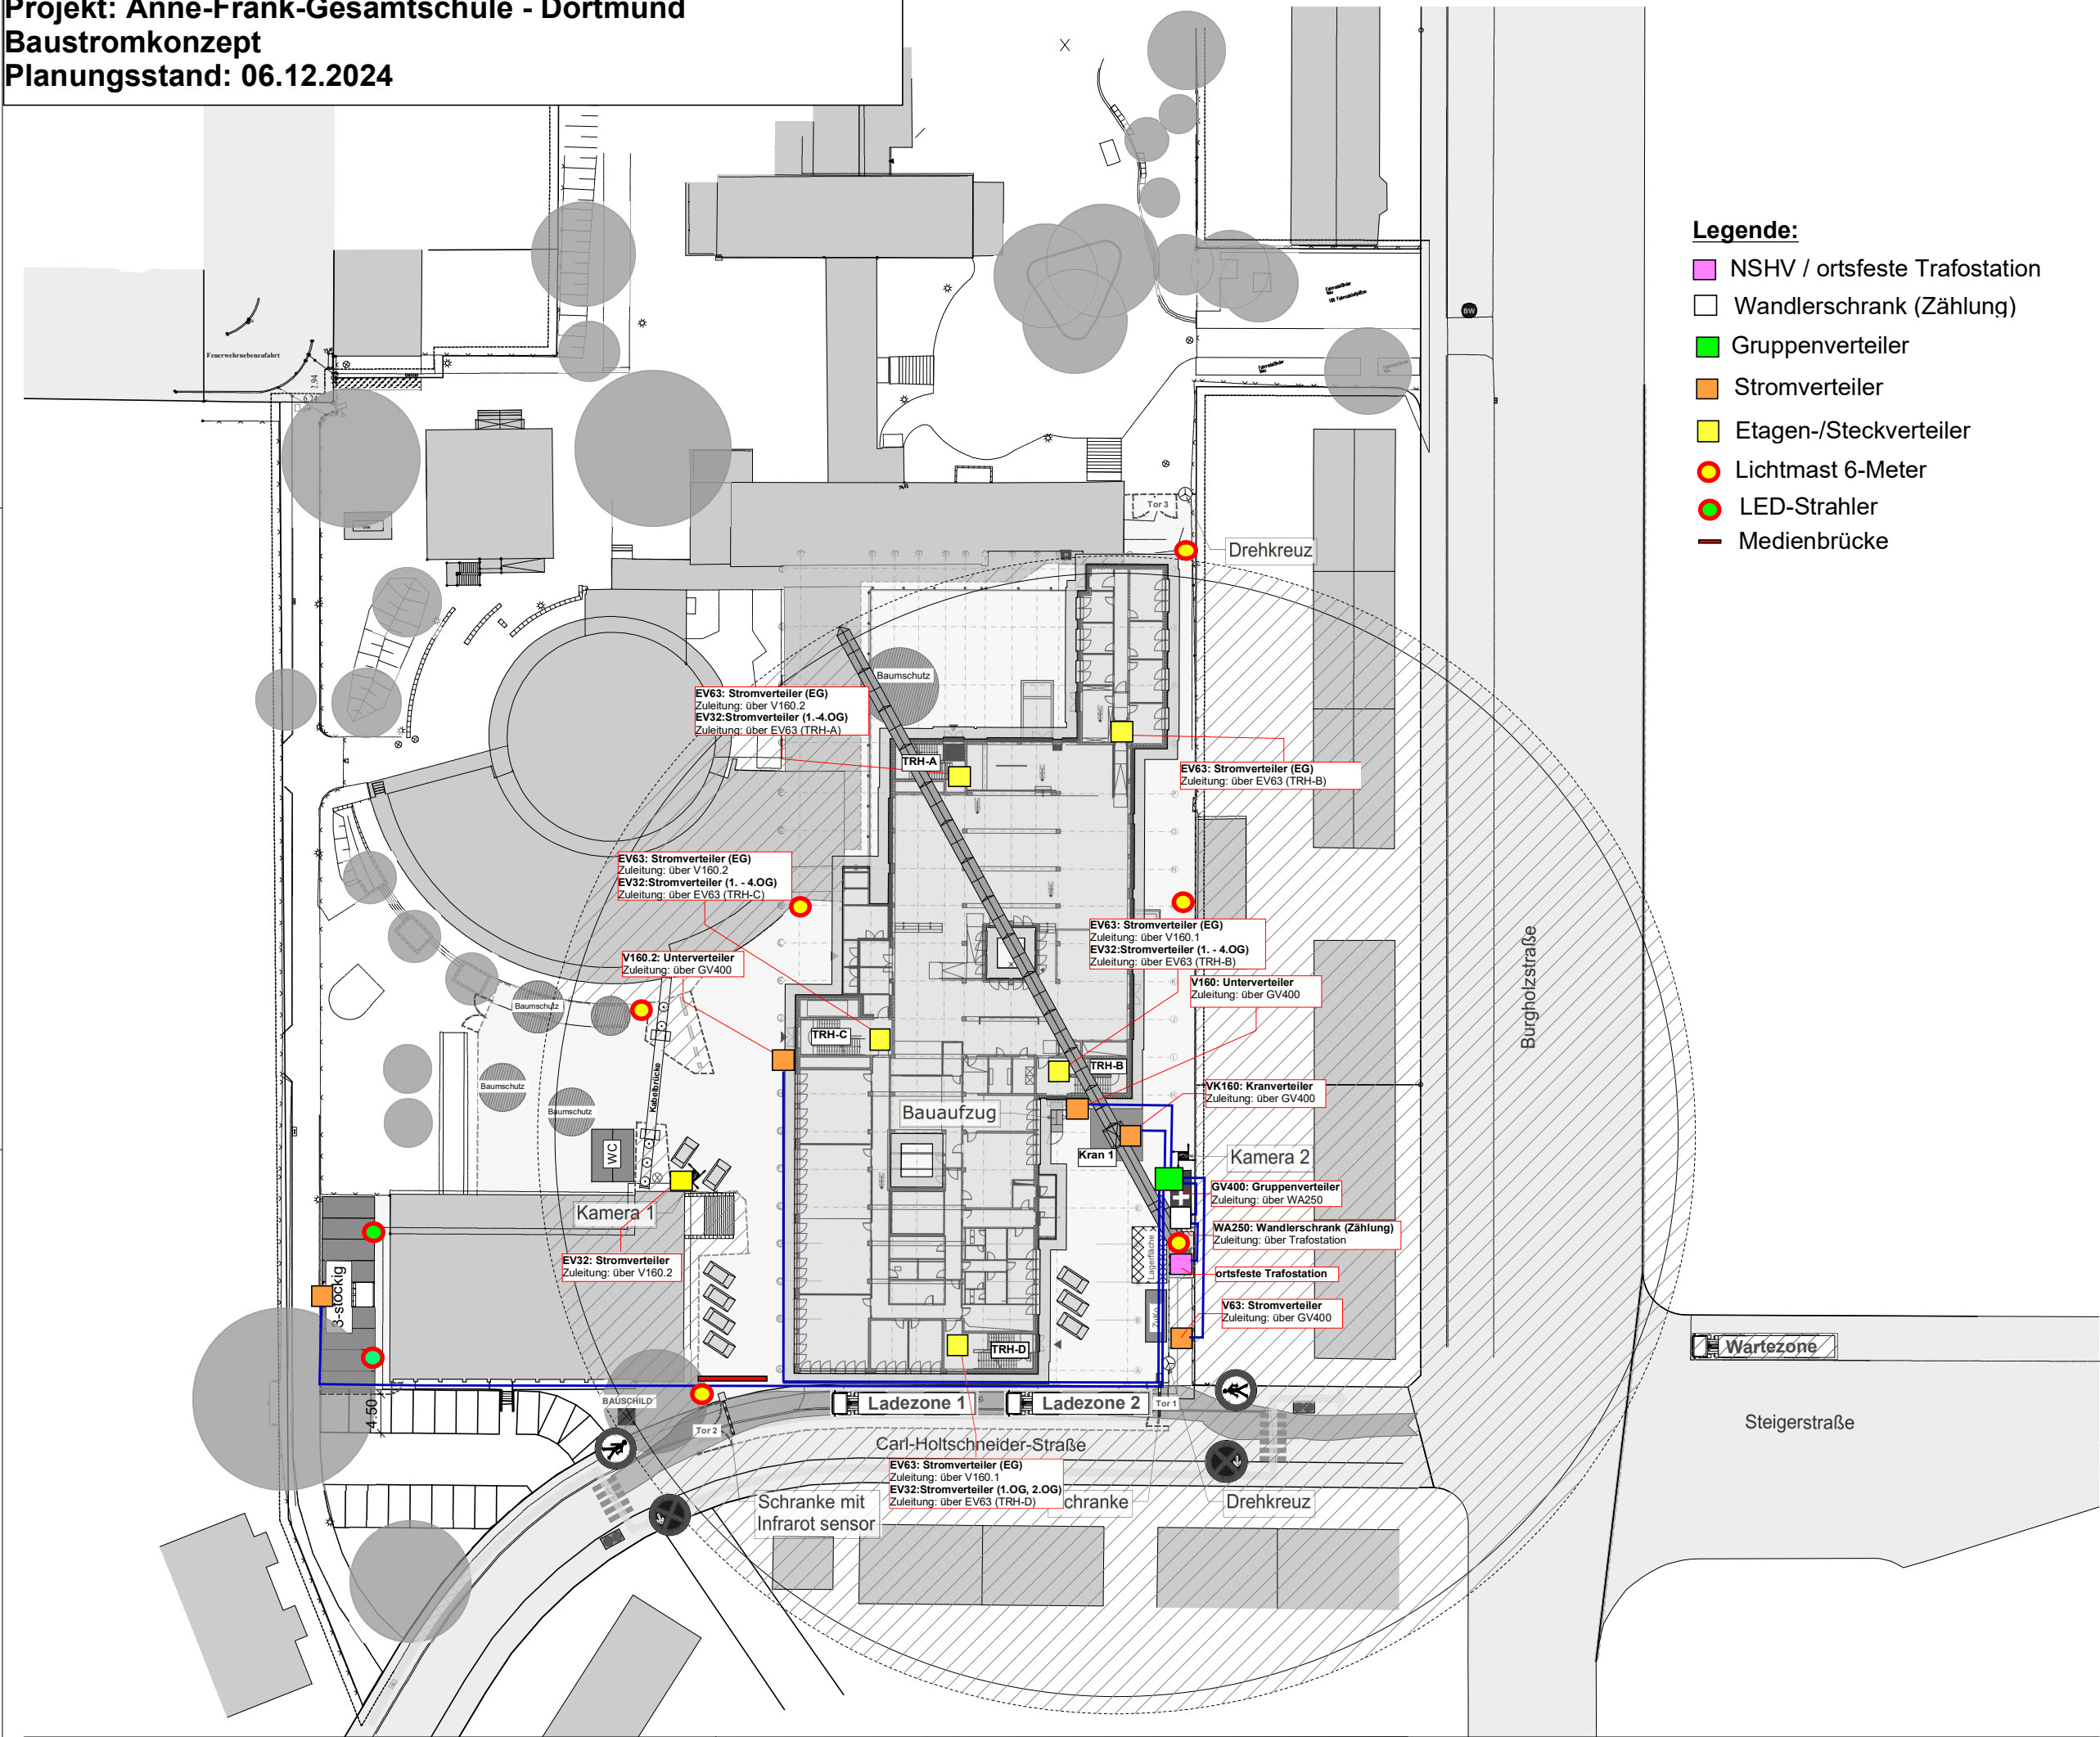 Projekt: Anne-Frank-Gesamtschule - Dortmund
Baustromkonzept
Planungsstand: 06.12.2024
Legende:
NSHV / ortsfeste Trafostation
Wandlerschrank (Zählung)
Gruppenverteiler
Stromverteiler
Etagen-/Steckverteiler
Lichtmast 6-Meter
LED-Strahler
Medienbrücke
BW
Feuerwehrnebenzufahrt
Tor 3
Drehkreuz
Baumschutz
EV63: Stromverteiler (EG)
Zuleitung: über V160.2
EV32:Stromverteiler (1.-4.OG)
Zuleitung: über EV63 (TRH-A)
TRH-A
EV63: Stromverteiler (EG)
Zuleitung: über EV63 (TRH-B)
EV63: Stromverteiler (EG)
Zuleitung: über V160.2
EV32:Stromverteiler (1. - 4.OG)
Zuleitung: über EV63 (TRH-C)
EV63: Stromverteiler (EG)
Zuleitung: über V160.1
EV32:Stromverteiler (1. - 4.OG)
Zuleitung: über EV63 (TRH-B)
V160.2: Unterverteiler
Zuleitung: über GV400
V160: Unterverteiler
Zuleitung: über GV400
Burgholzstraße
Baumschutz
TRH-C
TRH-B
Baumschutz
Baumschutz
Kabelbrücke
VK160: Kranverteiler
Zuleitung: über GV400
Bauaufzug
WC
Kran 1
Kamera 2
Kamera 1
GV400: Gruppenverteiler
Zuleitung: über WA250
WA250: Wandlerschrank (Zählung)
Zuleitung: über Trafostation
Lagerfläche
EV32: Stromverteiler
Zuleitung: über V160.2
ortsfeste Trafostation
3-stöckig
ZuKo
V63: Stromverteiler
Zuleitung: über GV400
TRH-D
Wartezone
BAUSCHILD
4.50
Ladezone 1
Ladezone 2
Tor 1
Tor 2
Steigerstraße
Carl-Holtschneider-Straße
EV63: Stromverteiler (EG)
Zuleitung: über V160.1
EV32:Stromverteiler (1.OG, 2.OG)
Zuleitung: über EV63 (TRH-D)
Schranke mit
Infrarot sensor
chranke
Drehkreuz